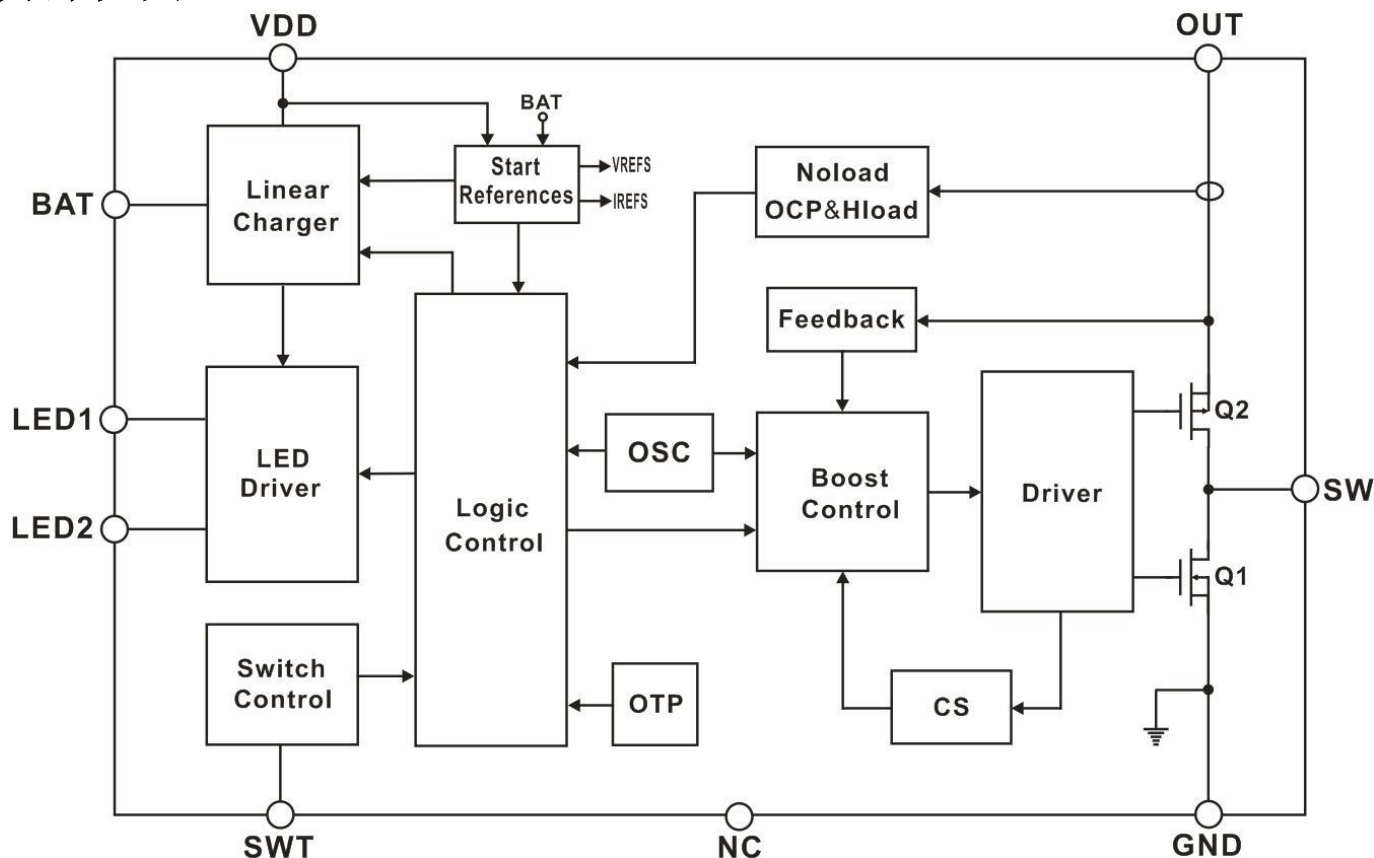 VDD
OUT
BAT
Start
References
VREFS
IREFS
Linear
Charger
BAT
Noload
OCP&Hload
Feedback
LED1
LED2
LED
Driver
Logic
Control
OSC
Boost
Control
Driver
Q2
SW
Q1
Switch
Control
OTP
CS
SWT
NC
GND